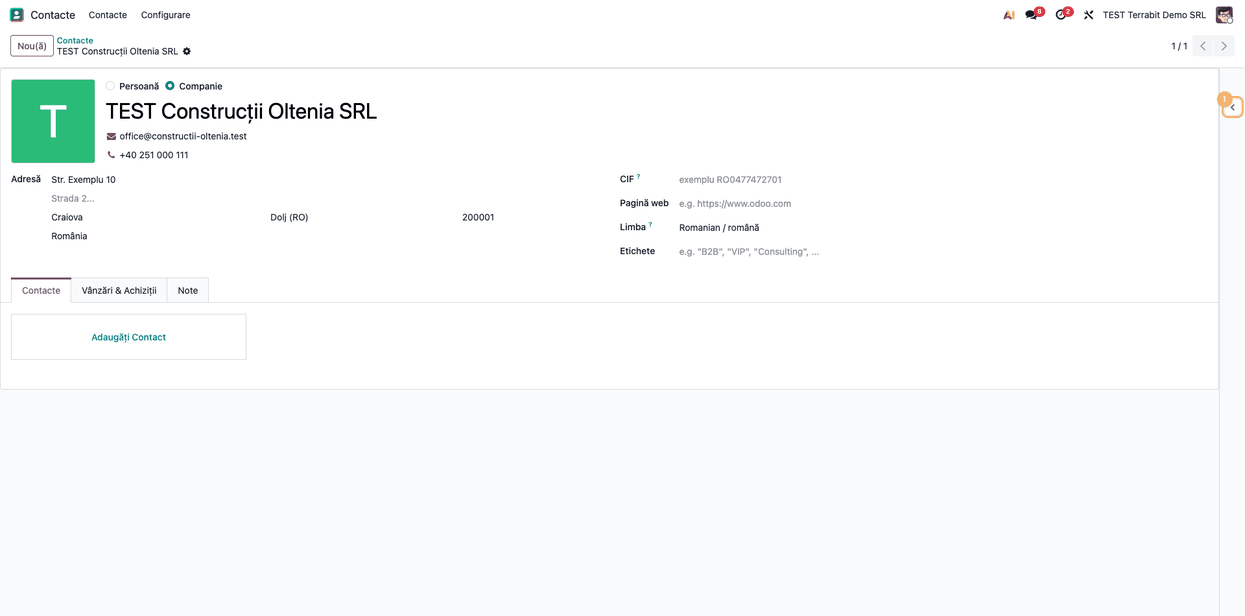 Contacte Contacte Configurare AI 8 2 TEST Terrabit Demo SRL
Nou(ă) Contacte
TEST Construcții Oltenia SRL 1 / 1
1
T Persoană Companie
TEST Construcții Oltenia SRL
office@constructii-oltenia.test
+40 251 000 111
Adresă Str. Exemplu 10
Strada 2...
Craiova Dolj (RO) 200001
România
CIF ? exemplu RO0477472701
Pagină web e.g. https://www.odoo.com
Limba ? Romanian / română
Etichete e.g. "B2B", "VIP", "Consulting", ...
Contacte Vânzări & Achiziții Note
Adaugăți Contact